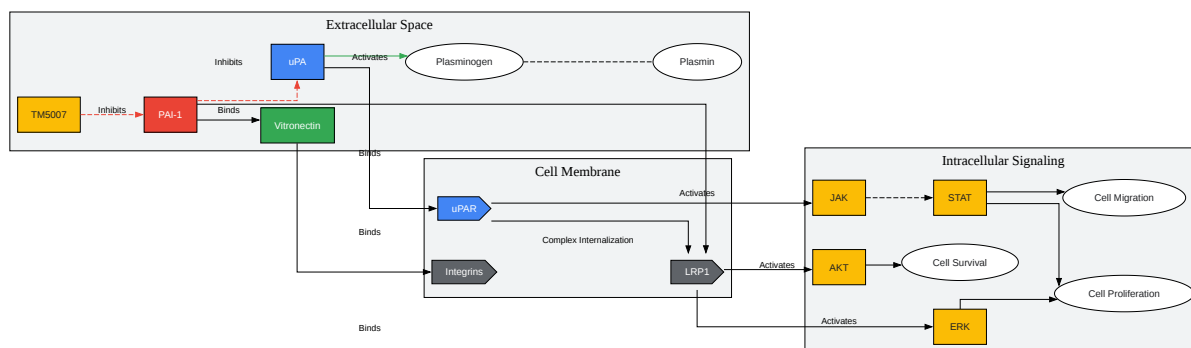 Extracellular Space
uPA
Activates
Plasminogen
Plasmin
Inhibits
TM5007
Inhibits
PAI-1
Binds
Vitronectin
Binds
Cell Membrane
Intracellular Signaling
uPAR
Activates
JAK
STAT
Cell Migration
Binds
Complex Internalization
Integrins
LRP1
Activates
AKT
Cell Survival
Cell Proliferation
Binds
Activates
ERK